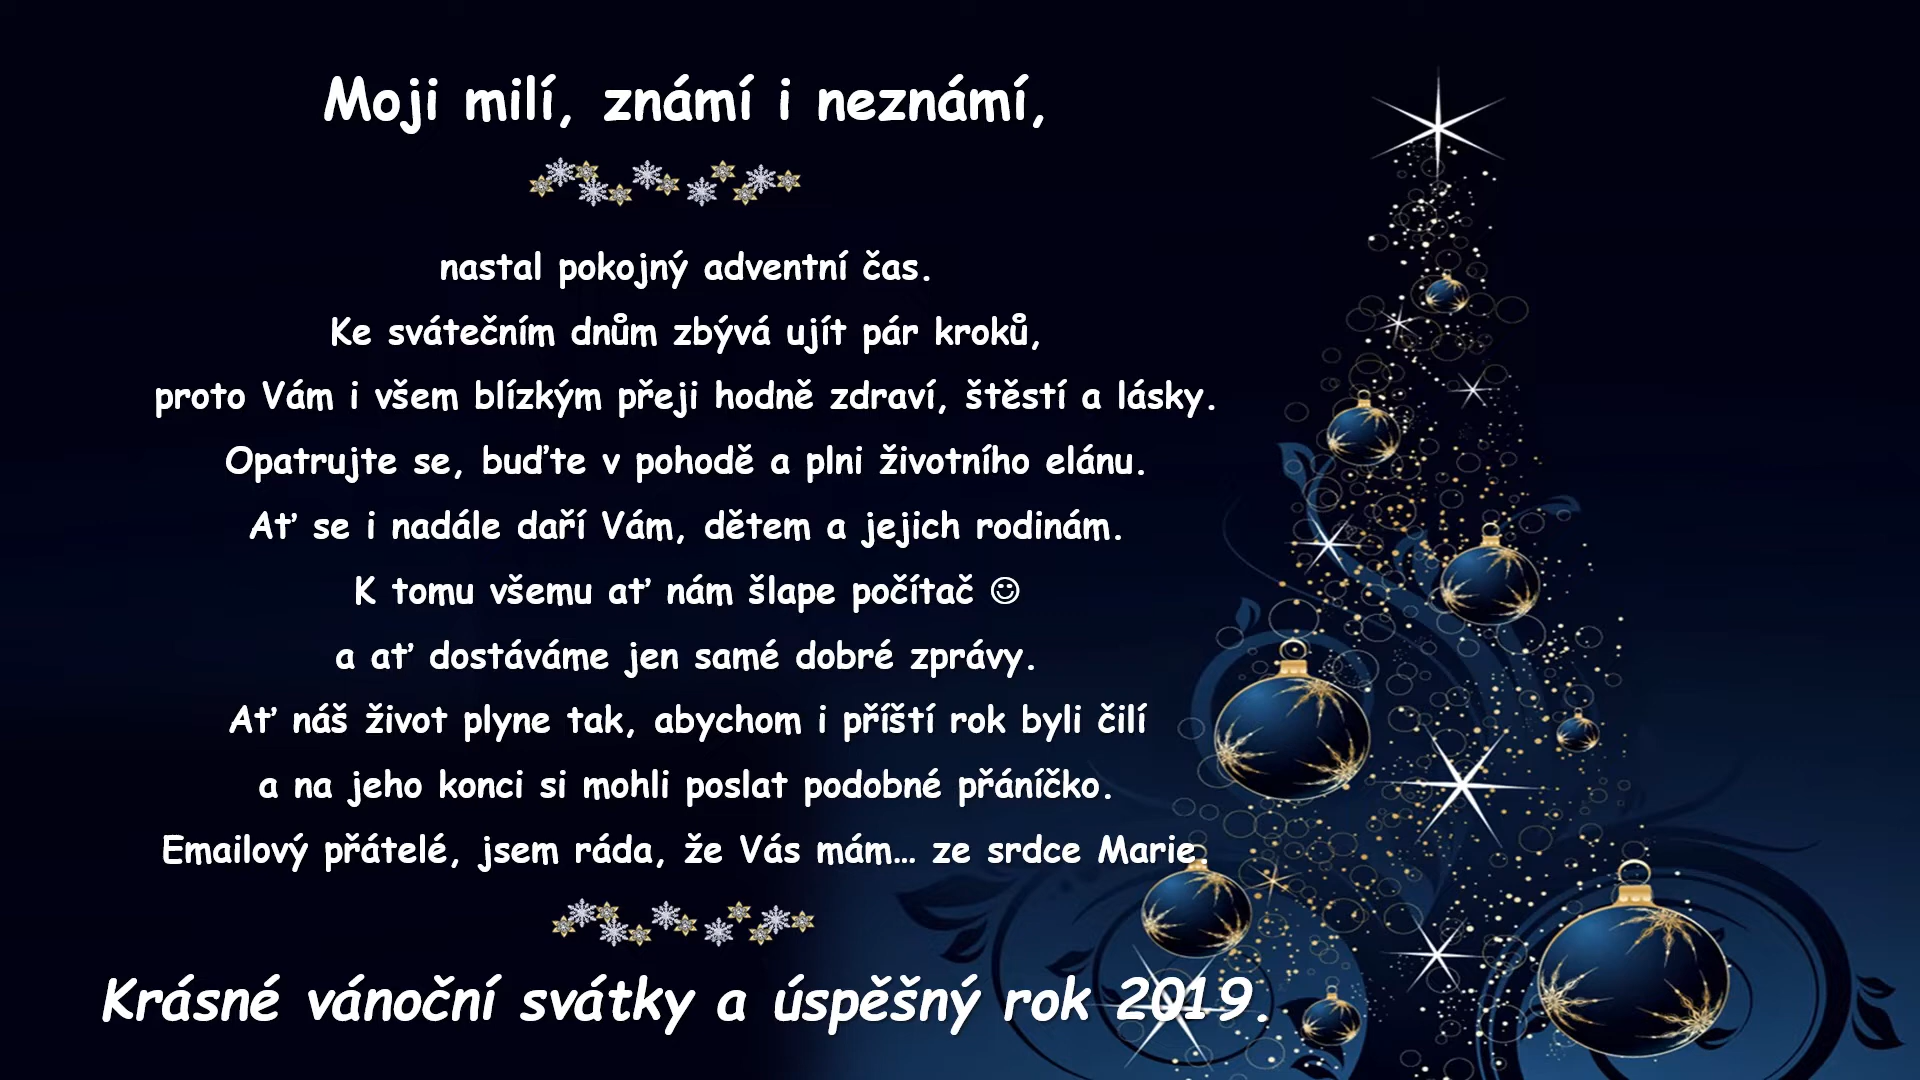 Moji milí, známí i neznámí,
nastal pokojný adventní čas.
Ke svátečním dnům zbývá ujít pár kroků,
proto Vám i všem blízkým přeji hodně zdraví, štěstí a lásky.
Opatrujte se, buďte v pohodě a plni životního elánu.
Ať se i nadále daří Vám, dětem a jejich rodinám.
K tomu všemu ať nám šlape počítač ☺
a ať dostáváme jen samé dobré zprávy.
Ať náš život plyne tak, abychom i příští rok byli čilí
a na jeho konci si mohli poslat podobné přáníčko.
Emailový přátelé, jsem ráda, že Vás mám… ze srdce Marie.
Krásné vánoční svátky a úspěšný rok 2019.